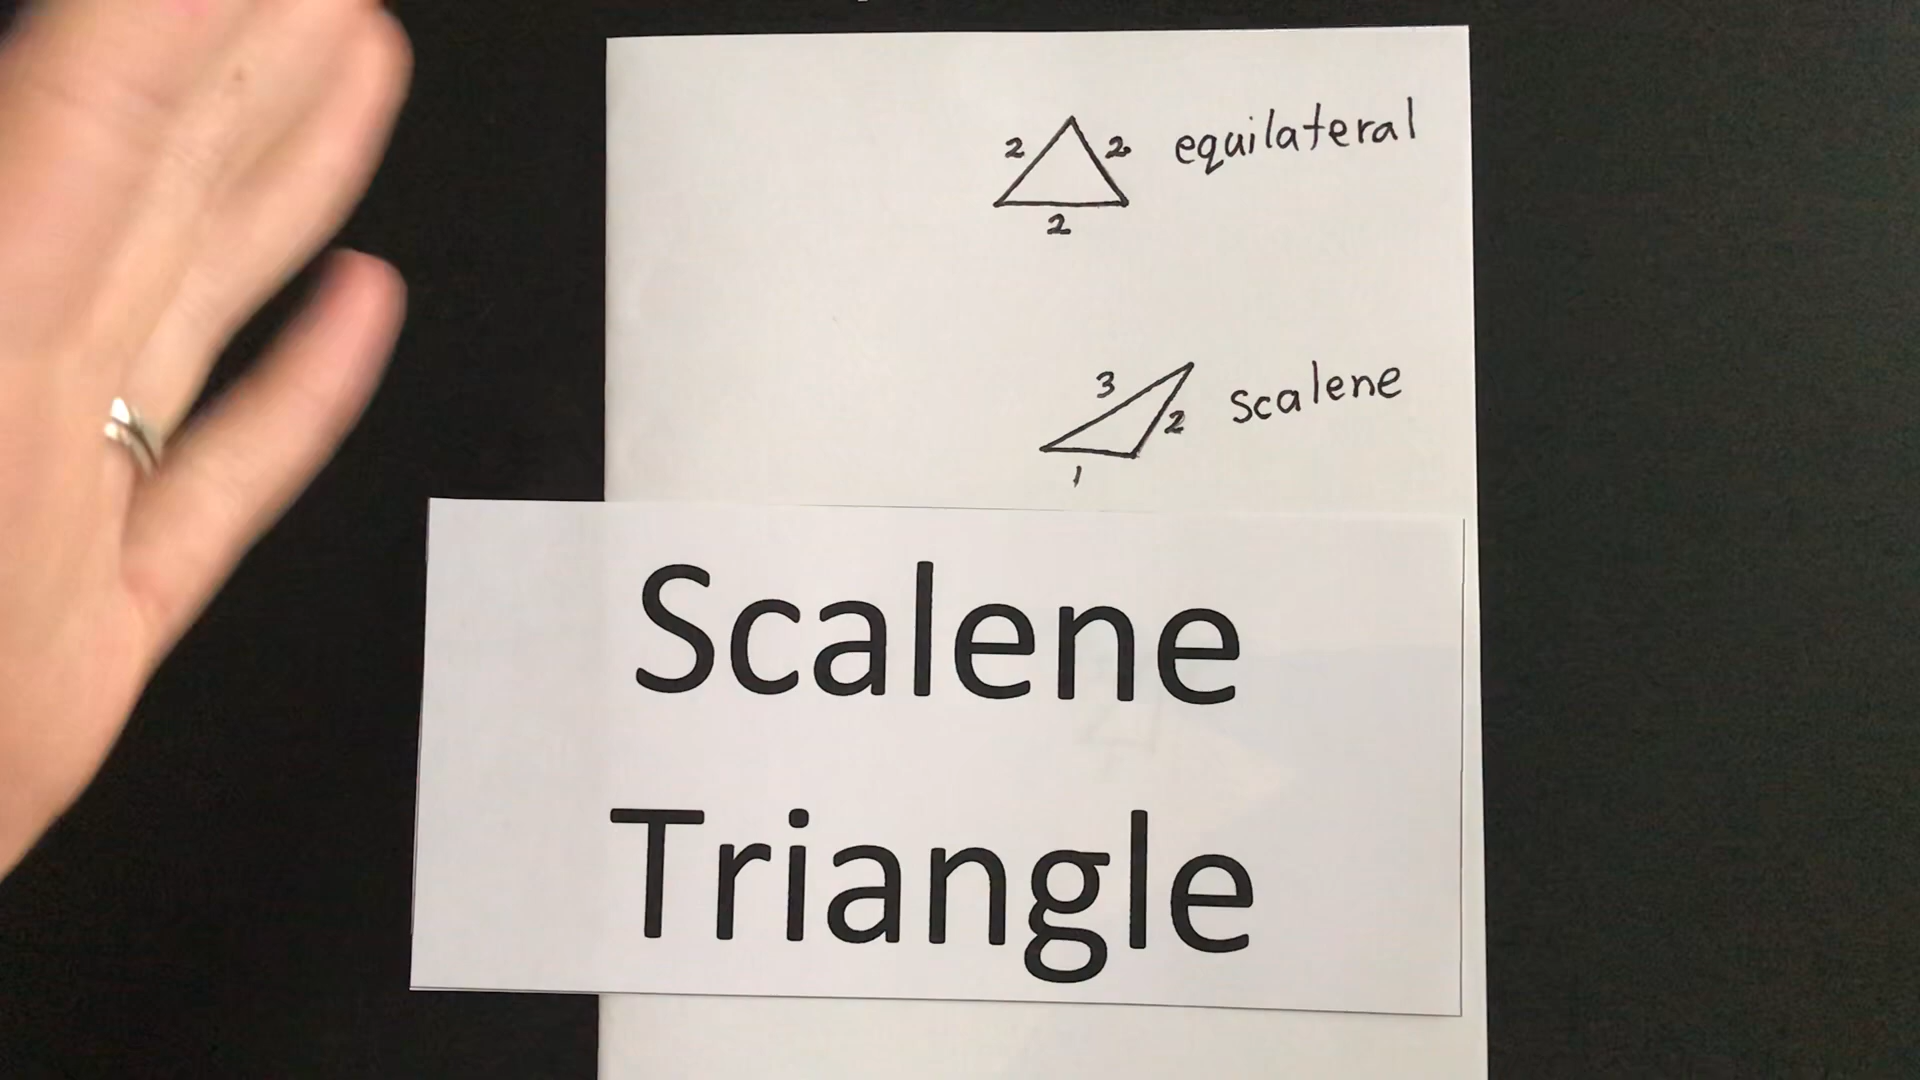 2 2 equilateral
2
3 2 scalene
1
Scalene
Triangle